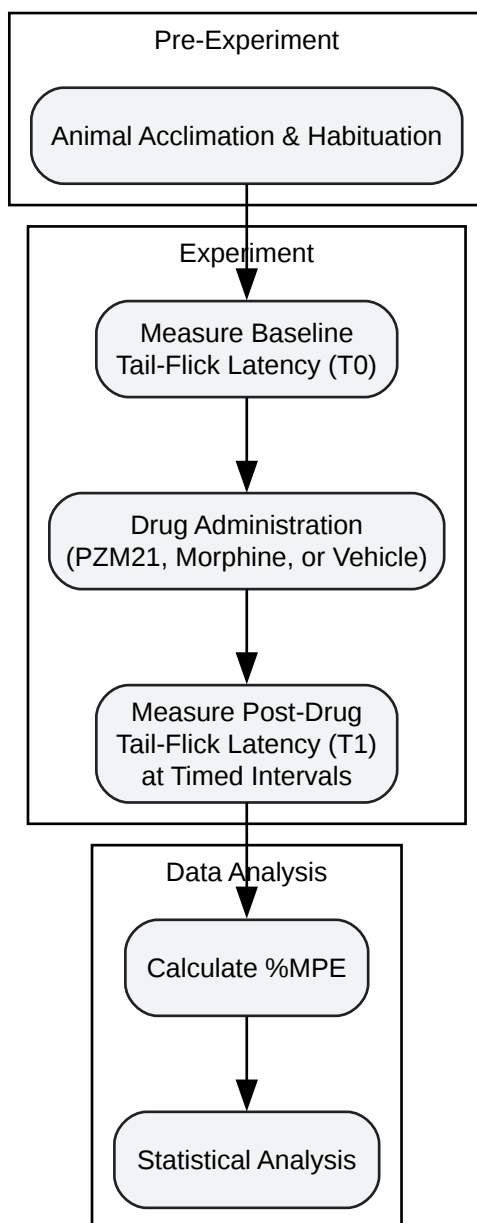 Pre-Experiment
Animal Acclimation & Habituation
Experiment
Measure Baseline
Tail-Flick Latency (T0)
Drug Administration
(PZM21, Morphine, or Vehicle)
Measure Post-Drug
Tail-Flick Latency (T1)
at Timed Intervals
Data Analysis
Calculate %MPE
Statistical Analysis